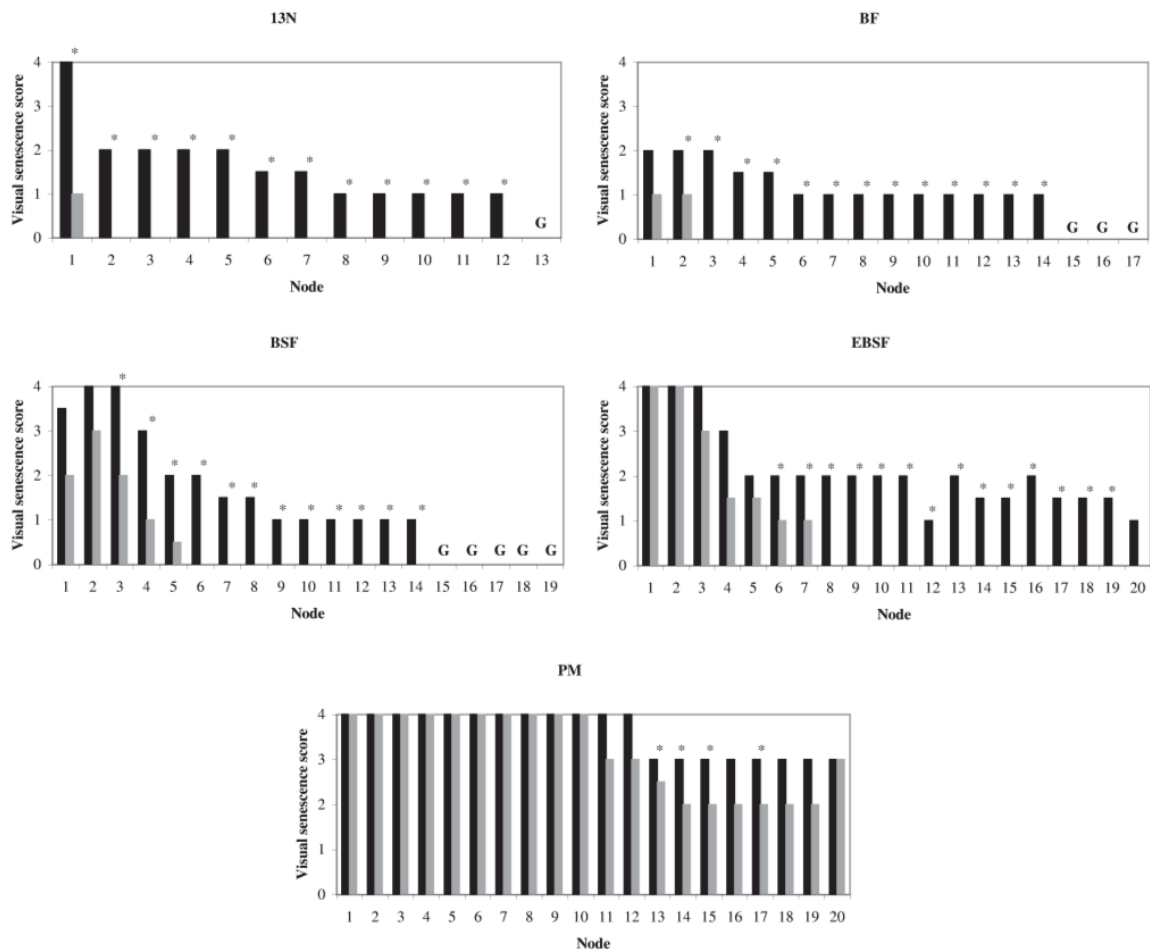 13N
Visual senescence score
4
3
2
1
0
* * * * * * * * * * * *
G
1 2 3 4 5 6 7 8 9 10 11 12 13
Node
BF
Visual senescence score
4
3
2
1
0
* * * * * * * * * * * * *
G G G
1 2 3 4 5 6 7 8 9 10 11 12 13 14 15 16 17
Node
BSF
Visual senescence score
4
3
2
1
0
* * * * * * * * * * * *
G G G G G
1 2 3 4 5 6 7 8 9 10 11 12 13 14 15 16 17 18 19
Node
EBSF
Visual senescence score
4
3
2
1
0
* * * * * * * * * * * * * *
1 2 3 4 5 6 7 8 9 10 11 12 13 14 15 16 17 18 19 20
Node
PM
Visual senescence score
4
3
2
1
0
* * * *
1 2 3 4 5 6 7 8 9 10 11 12 13 14 15 16 17 18 19 20
Node